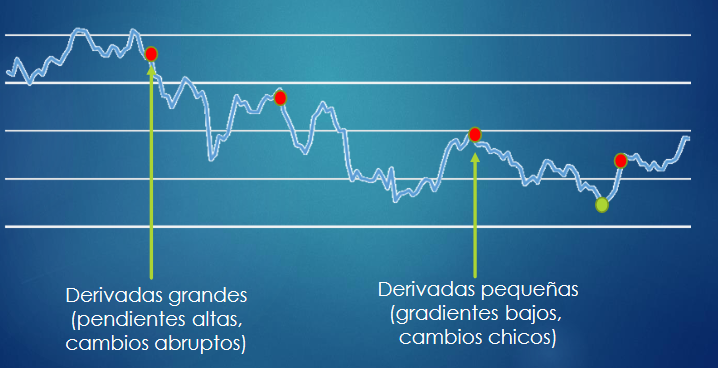 Derivadas grandes
(pendientes altas,
cambios abruptos)
Derivadas pequeñas
(gradientes bajos,
cambios chicos)